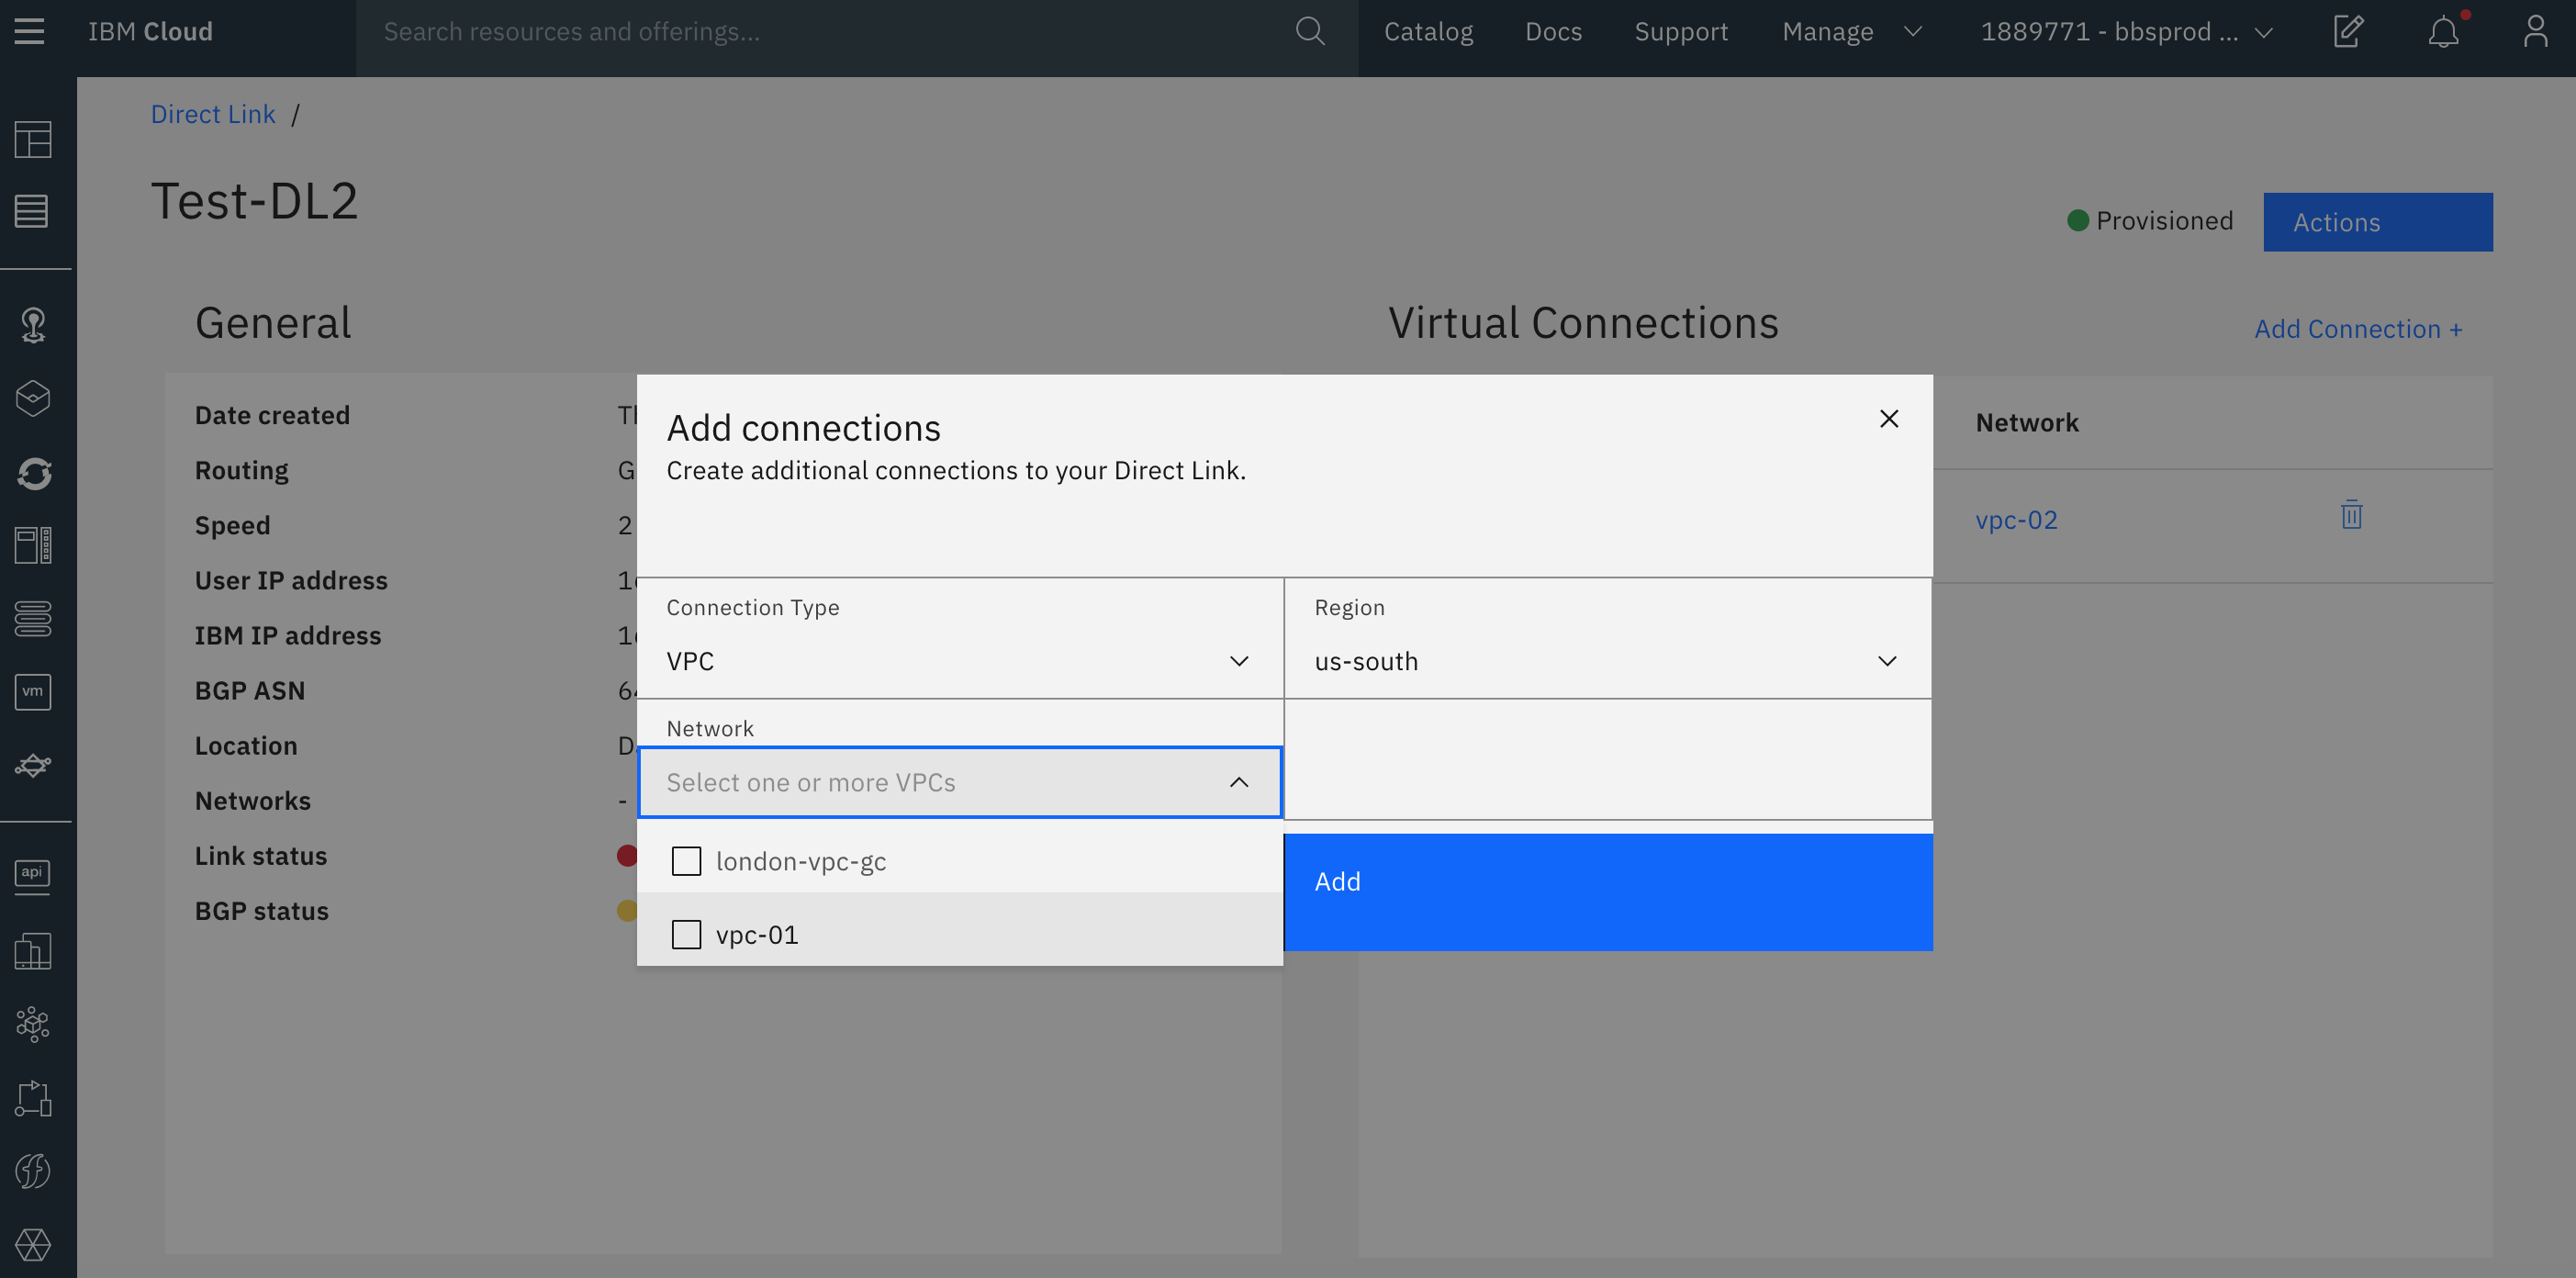 IBM Cloud
Search resources and offerings...
Catalog
Docs
Support
Manage
1889771 - bbsprod ...
Direct Link /
Test-DL2
Provisioned
Actions
General
Virtual Connections
Add Connection +
Date created
Routing
Speed
2
User IP address
IBM IP address
BGP ASN
Location
Networks
-
Link status
BGP status
Add connections
Create additional connections to your Direct Link.
Connection Type
VPC
Region
us-south
Network
Select one or more VPCs
london-vpc-gc
vpc-01
Add
Network
vpc-02
vm
api